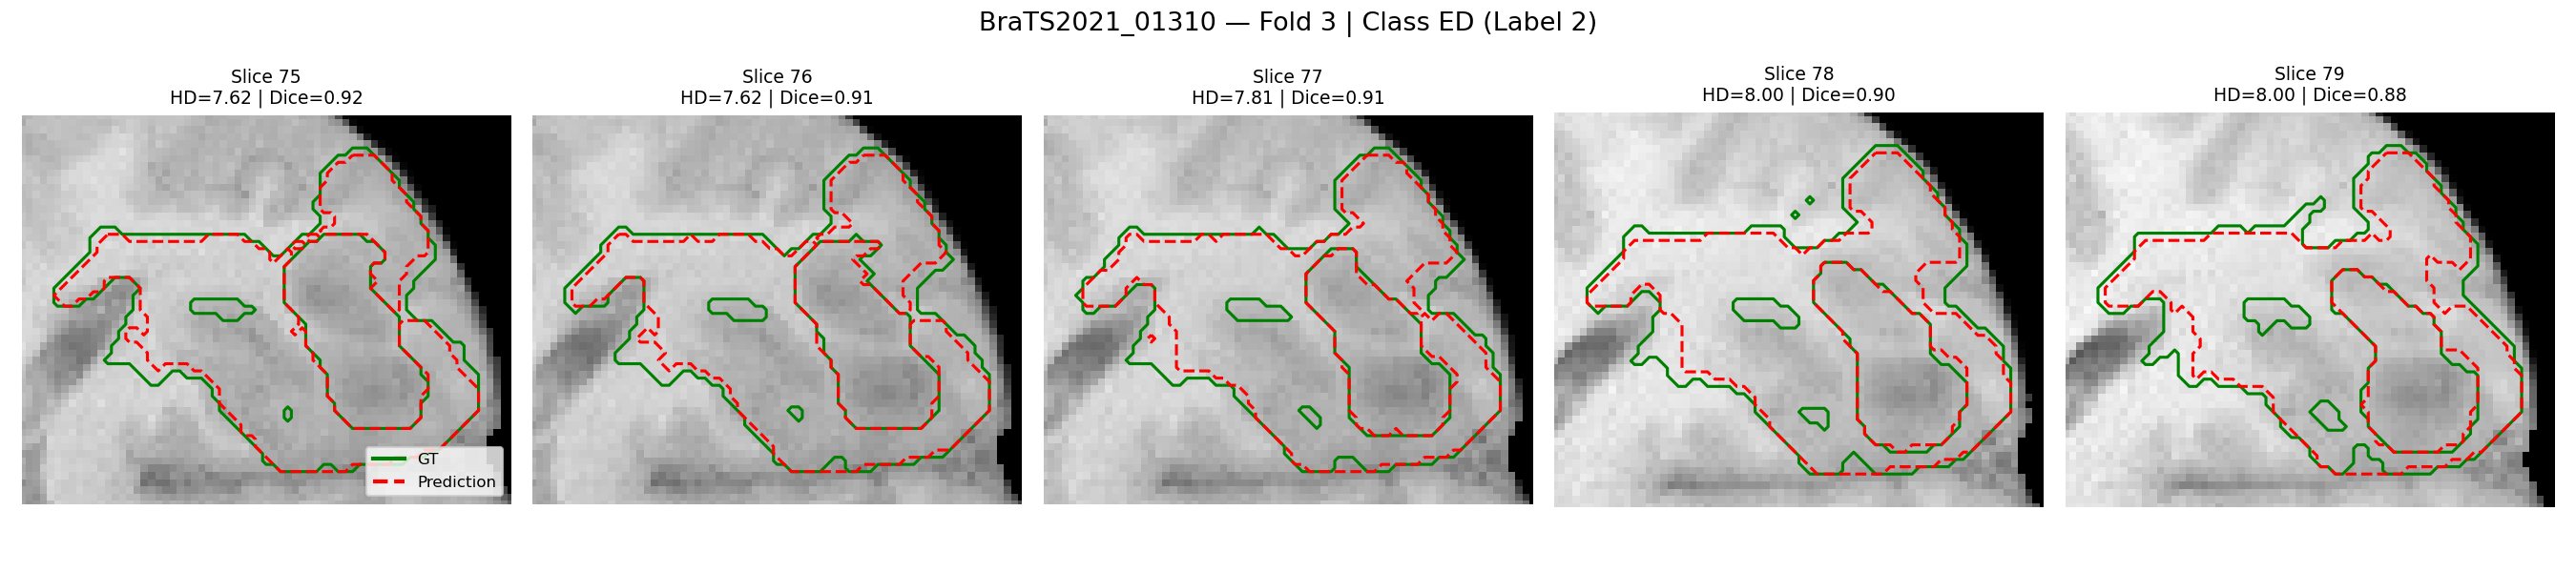 BraTS2021_01310 — Fold 3 | Class ED (Label 2)
Slice 75
HD=7.62 | Dice=0.92
Slice 76
HD=7.62 | Dice=0.91
Slice 77
HD=7.81 | Dice=0.91
Slice 78
HD=8.00 | Dice=0.90
Slice 79
HD=8.00 | Dice=0.88
GT
Prediction